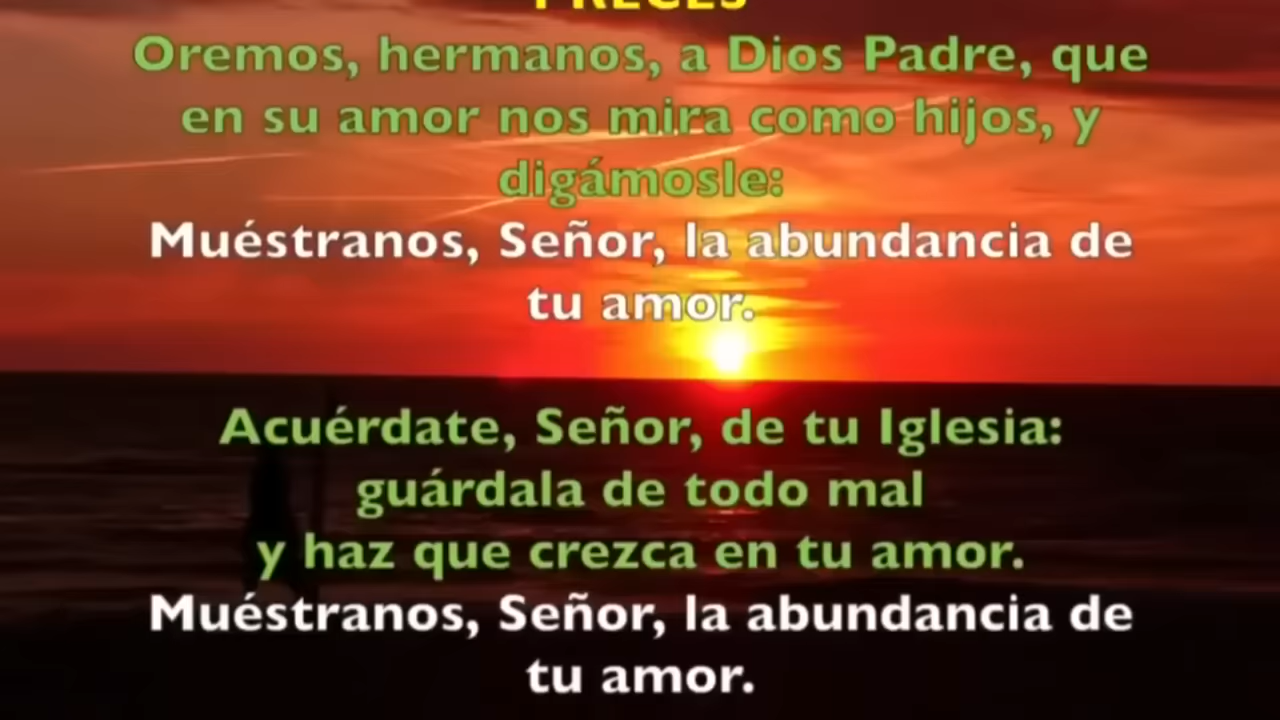 PRECES
Oremos, hermanos, a Dios Padre, que
en su amor nos mira como hijos, y
digámosle:
Muéstranos, Señor, la abundancia de
tu amor.
Acuérdate, Señor, de tu Iglesia:
guárdala de todo mal
y haz que crezca en tu amor.
Muéstranos, Señor, la abundancia de
tu amor.